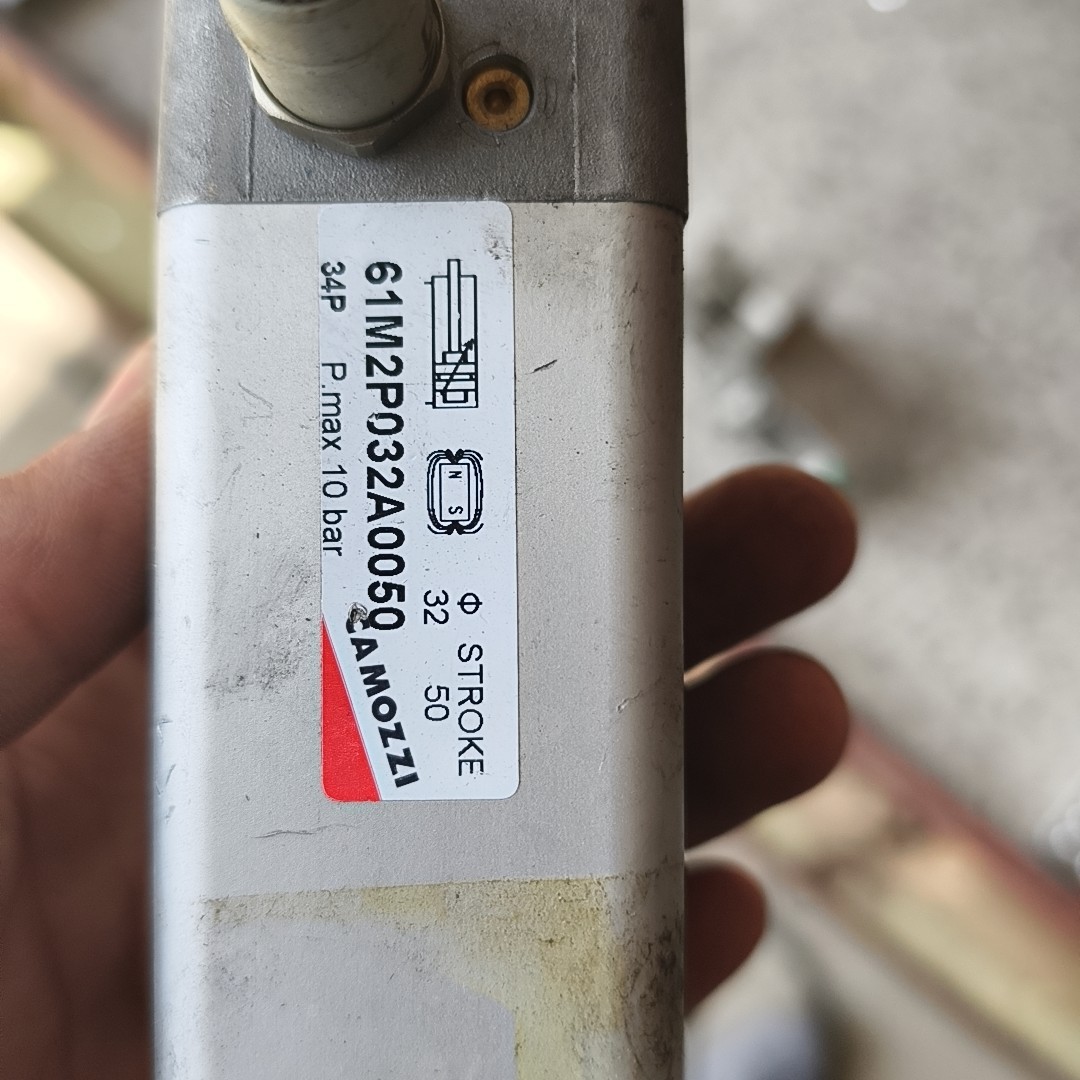 Φ STROKE
N S 32 50
61M2P032A0050
34P P.max 10 bar
CAMOZZI